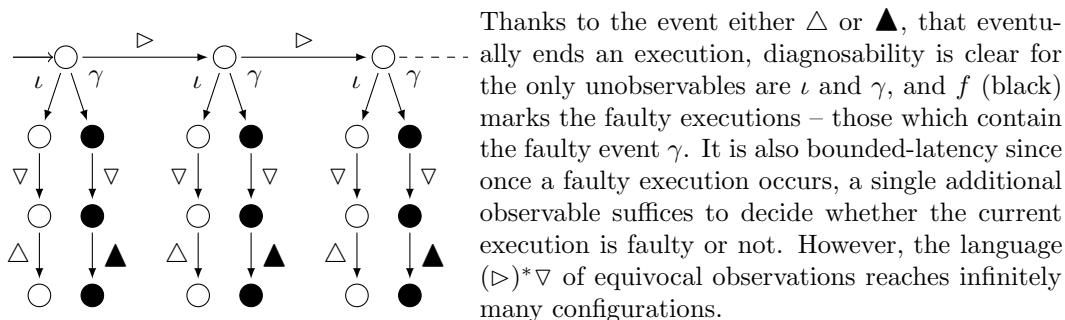 ▷ ▷
ι γ ι γ ι γ
▽ ▽ ▽ ▽ ▽ ▽
△ ▲ △ ▲ △ ▲
Thanks to the event either △ or ▲, that eventu-
ally ends an execution, diagnosability is clear for
the only unobservables are ι and γ, and f (black)
marks the faulty executions – those which contain
the faulty event γ. It is also bounded-latency since
once a faulty execution occurs, a single additional
observable suffices to decide whether the current
execution is faulty or not. However, the language
(▷)*▽ of equivocal observations reaches infinitely
many configurations.